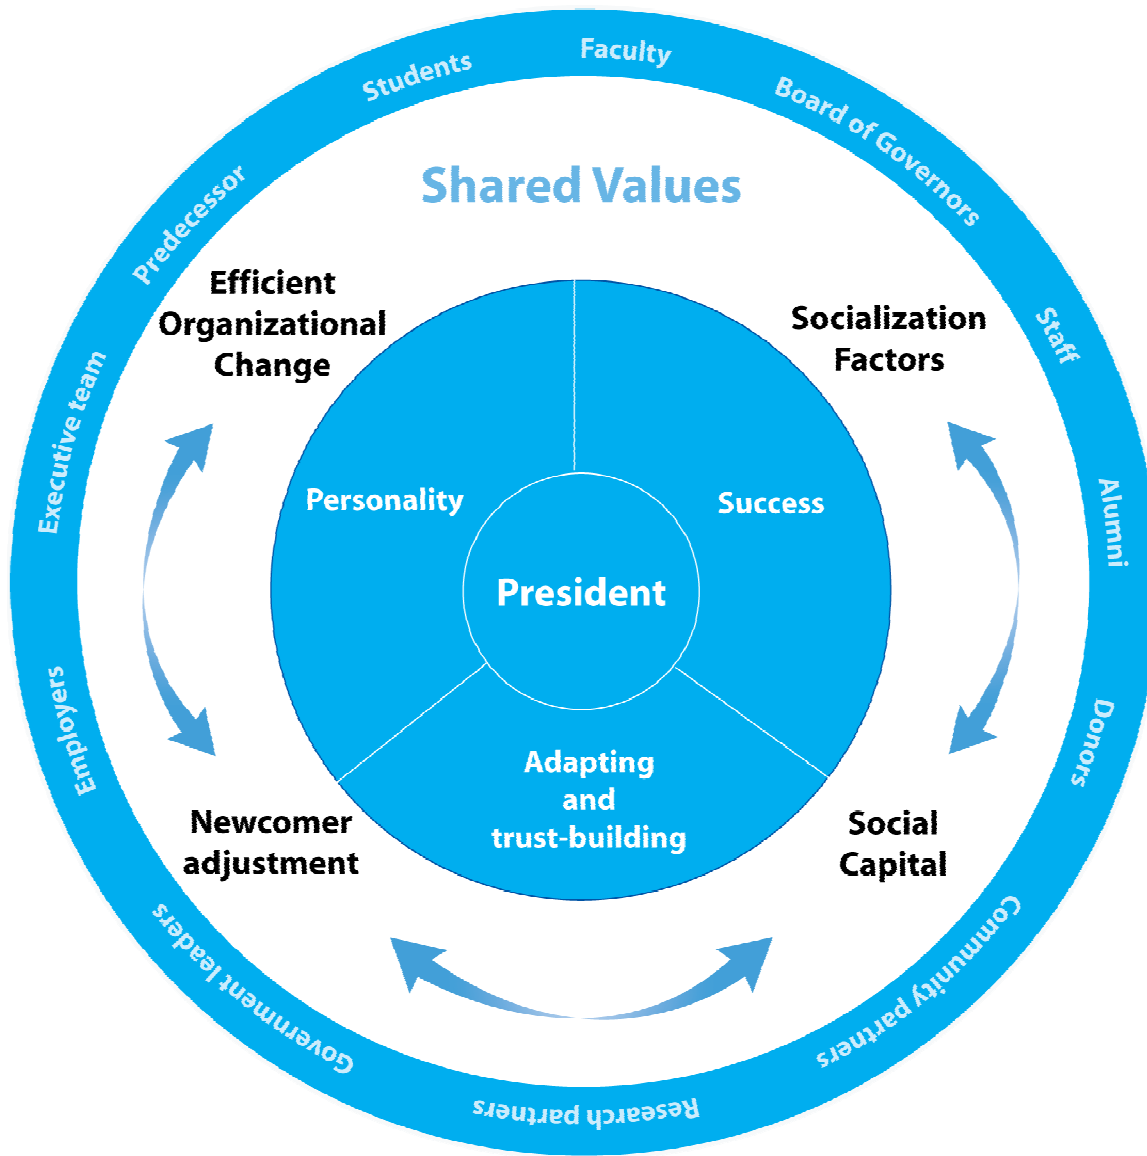 Faculty
Students
Board of Governors
Predecessor
Shared Values
Efficient
Organizational
Change
Socialization
Factors
Staff
Executive team
Alumni
Personality
Success
President
Employers
Donors
Adapting
and
trust-building
Newcomer
adjustment
Social
Capital
Government leaders
Community partners
Research partners